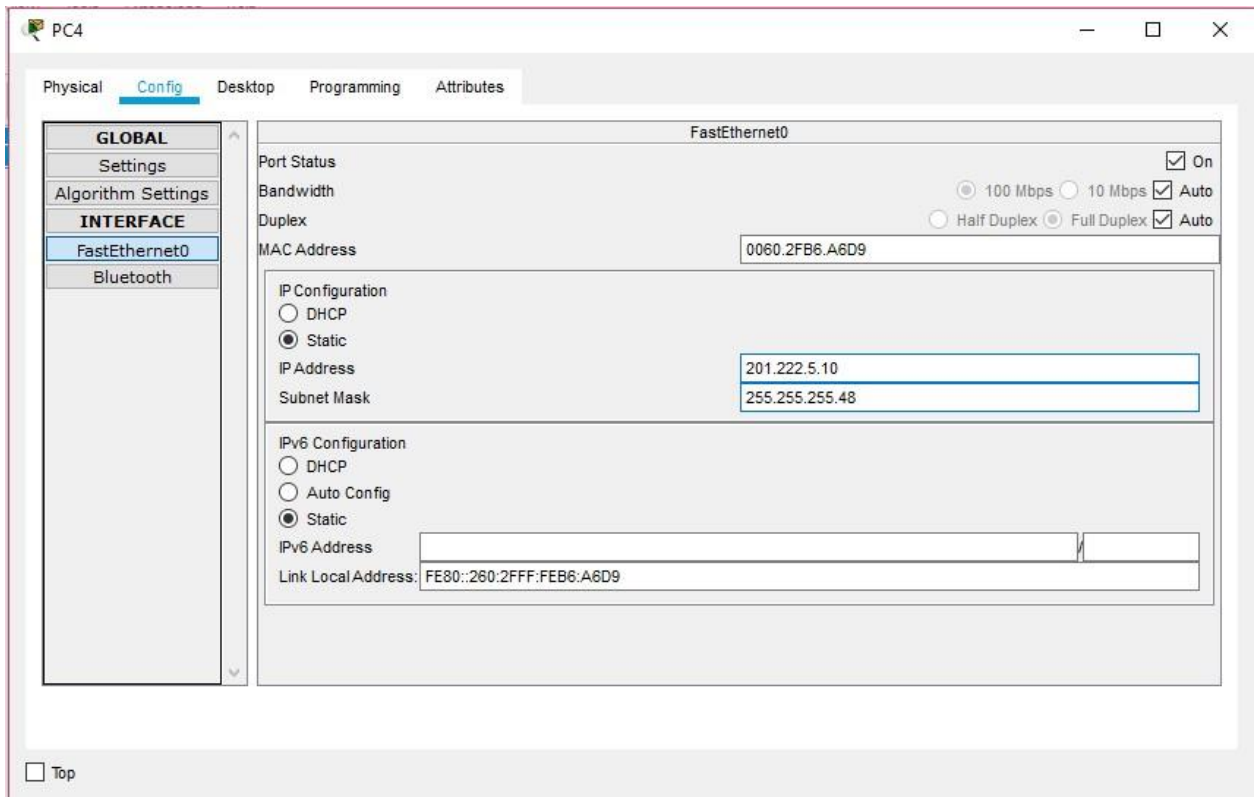 PC4
Physical Config Desktop Programming Attributes
GLOBAL
Settings
Algorithm Settings
INTERFACE
FastEthernet0
Bluetooth
FastEthernet0
Port Status On
Bandwidth 100 Mbps 10 Mbps Auto
Duplex Half Duplex Full Duplex Auto
MAC Address 0060.2FB6.A6D9
IP Configuration
DHCP
Static
IP Address 201.222.5.10
Subnet Mask 255.255.255.48
IPv6 Configuration
DHCP
Auto Config
Static
IPv6 Address /
Link Local Address: FE80::260:2FFF:FEB6:A6D9
Top